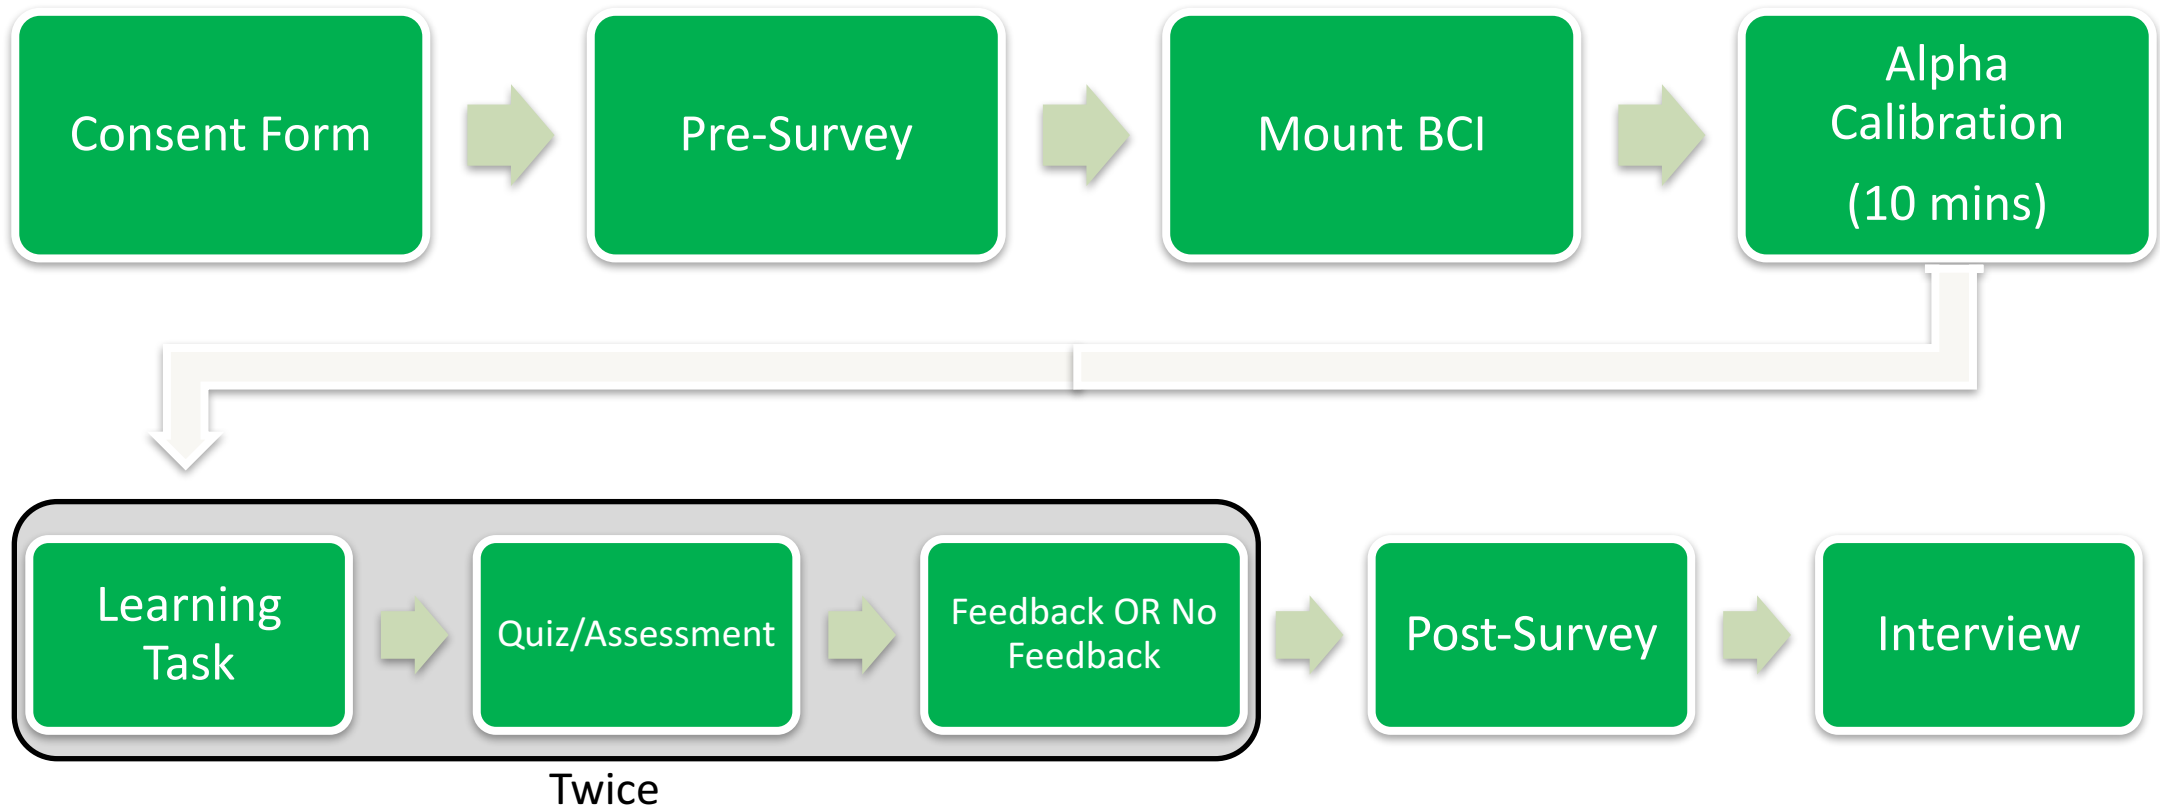 Consent Form
Pre-Survey
Mount BCI
Alpha
Calibration
(10 mins)
Learning
Task
Quiz/Assessment
Feedback OR No
Feedback
Post-Survey
Interview
Twice